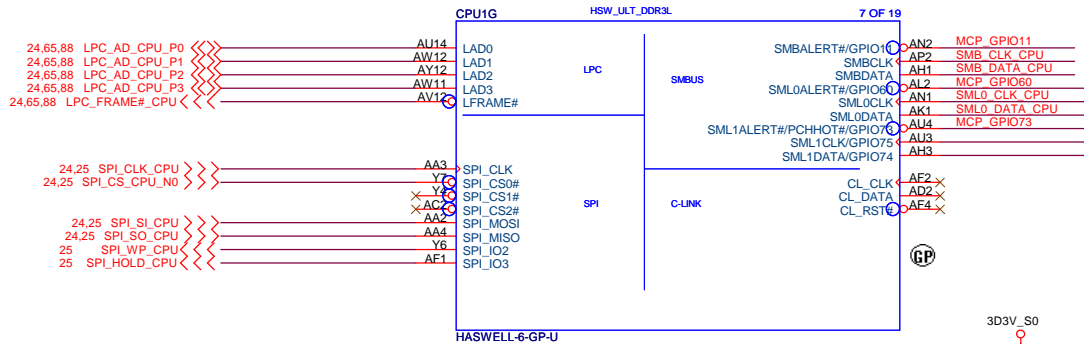 CPU1G HSW_ULT_DDR3L 7 OF 19
24,65,88 LPC_AD_CPU_P0 AU14 LAD0
24,65,88 LPC_AD_CPU_P1 AW12 LAD1
24,65,88 LPC_AD_CPU_P2 AY12 LAD2
24,65,88 LPC_AD_CPU_P3 AW11 LAD3
24,65,88 LPC_FRAME#_CPU AV12 LFRAME#
LPC
SMBUS
SMBALERT#/GPIO11 AN2 MCP_GPIO11
SMBCLK AP2 SMB_CLK_CPU
SMBDATA AH1 SMB_DATA_CPU
SML0ALERT#/GPIO60 AL2 MCP_GPIO60
SML0CLK AN1 SML0_CLK_CPU
SML0DATA AK1 SML0_DATA_CPU
SML1ALERT#/PCHHOT#/GPIO73 AU4 MCP_GPIO73
SML1CLK/GPIO75 AU3
SML1DATA/GPIO74 AH3
24,25 SPI_CLK_CPU AA3 SPI_CLK
24,25 SPI_CS_CPU_N0 Y7 SPI_CS0#
Y4 SPI_CS1#
AC2 SPI_CS2#
24,25 SPI_SI_CPU AA2 SPI_MOSI
24,25 SPI_SO_CPU AA4 SPI_MISO
25 SPI_WP_CPU Y6 SPI_IO2
25 SPI_HOLD_CPU AF1 SPI_IO3
SPI
C-LINK
CL_CLK AF2
CL_DATA AD2
CL_RST# AF4
GP
HASWELL-6-GP-U
3D3V_S0